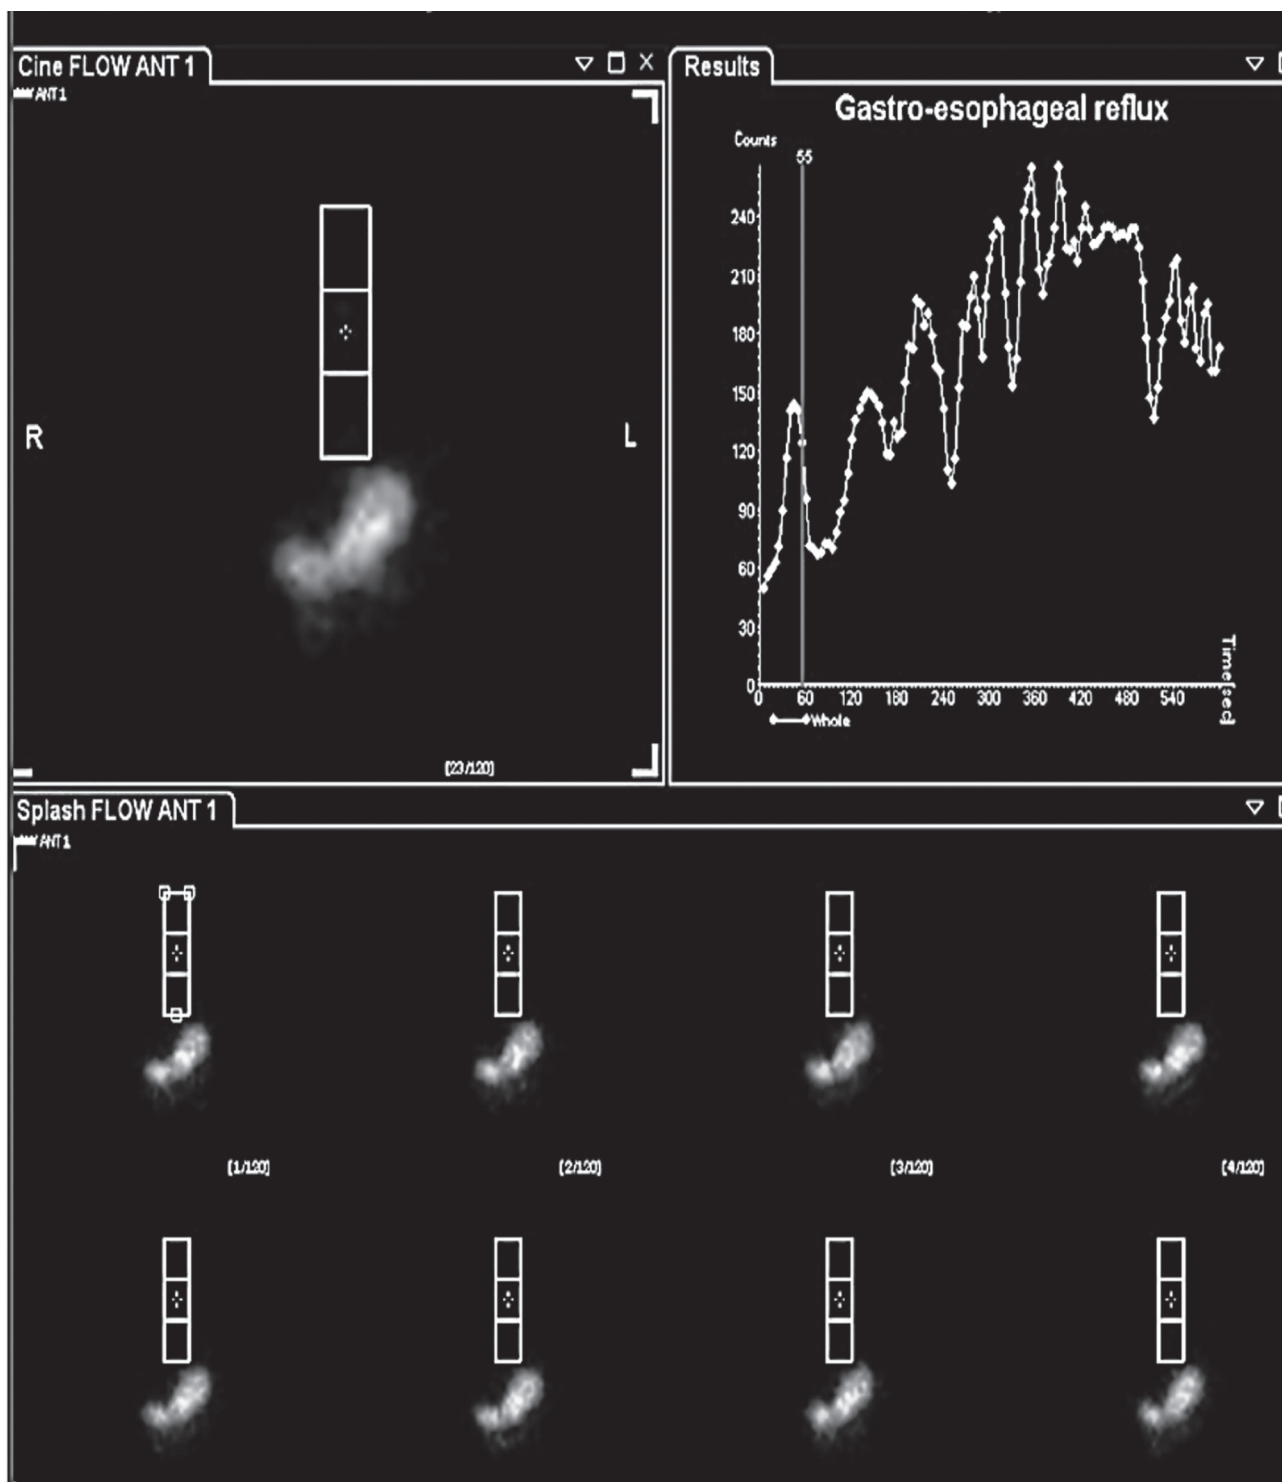 Cine FLOW ANT 1
ANT 1
R
L
[23/120]
Results
Gastro-esophageal reflux
Counts
55
240
210
180
150
120
90
60
30
0
0 60 120 180 240 300 360 420 480 540
Time sec
Whole
Splash FLOW ANT 1
ANT 1
[1/120] [2/120] [3/120] [4/120]